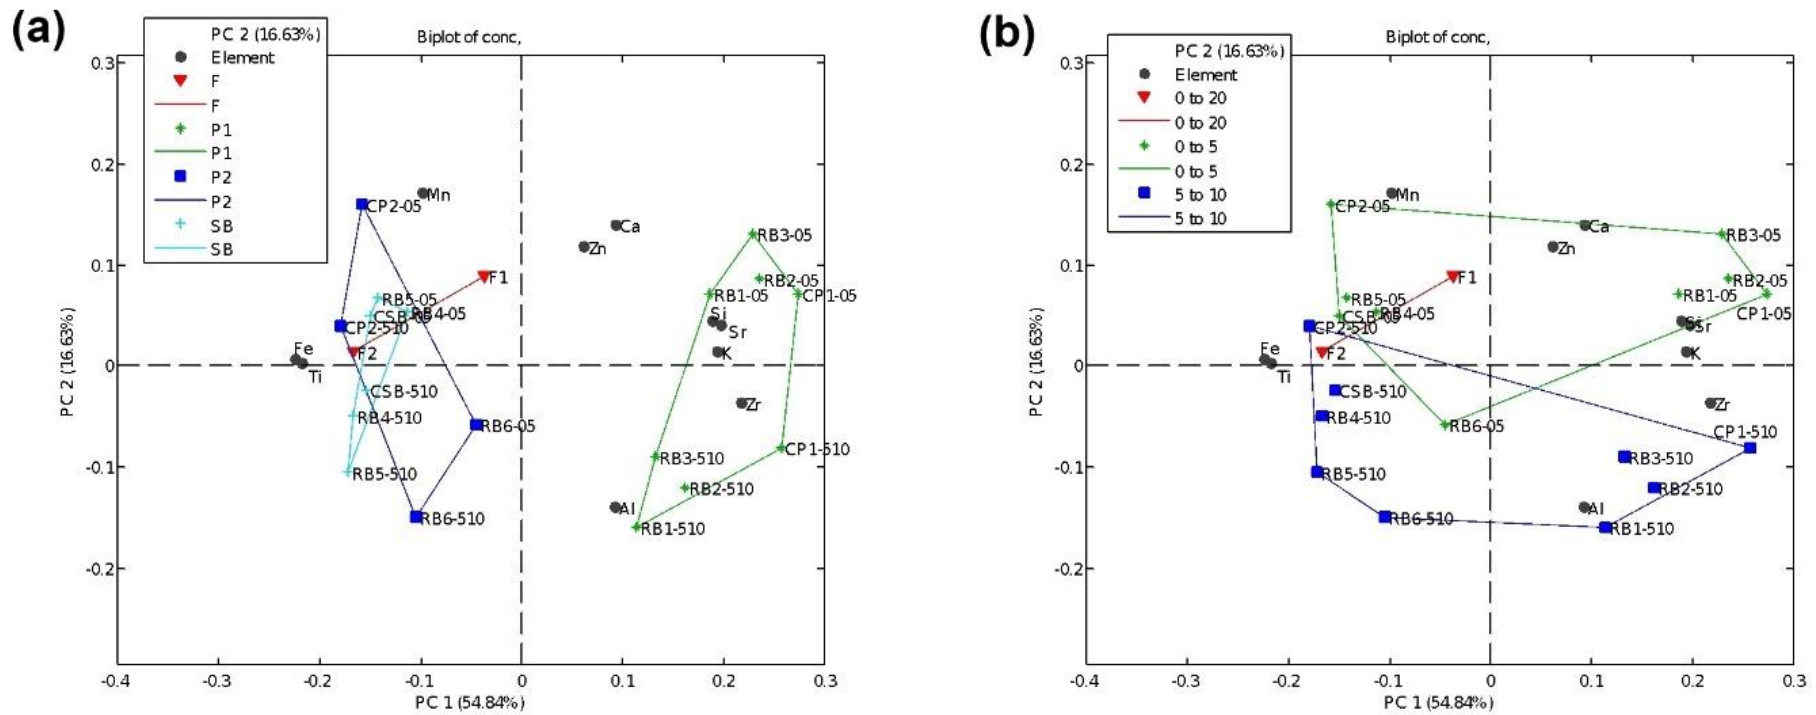 (a)
Biplot of conc,
PC 2 (16.63%)
Element
F
F
P1
P1
P2
P2
SB
SB
0.3
0.2
0.1
0
-0.1
-0.2
PC 2 (16.63%)
Mn
CP2-05
Ca
Zn
RB3-05
F1
RB2-05
RB5-05
RB1-05
CP1-05
CSB-05
RB4-05
Si
CP2-510
Sr
F2
K
Fe
Ti
CSB-510
Zr
RB4-510
RB6-05
CP1-510
RB3-510
RB5-510
RB2-510
Al
RB6-510
RB1-510
-0.4 -0.3 -0.2 -0.1 0 0.1 0.2 0.3
PC 1 (54.84%)
(b)
Biplot of conc,
PC 2 (16.63%)
Element
0 to 20
0 to 20
0 to 5
0 to 5
5 to 10
5 to 10
0.3
0.2
0.1
0
-0.1
-0.2
PC 2 (16.63%)
Mn
CP2-05
Ca
RB3-05
Zn
F1
RB2-05
RB5-05
RB1-05
CSB-05
RB4-05
CP1-05
CP2-510
Si
Sr
F2
K
Fe
Ti
CSB-510
Zr
RB4-510
RB6-05
CP1-510
RB3-510
RB5-510
RB2-510
Al
RB6-510
RB1-510
-0.4 -0.3 -0.2 -0.1 0 0.1 0.2 0.3
PC 1 (54.84%)